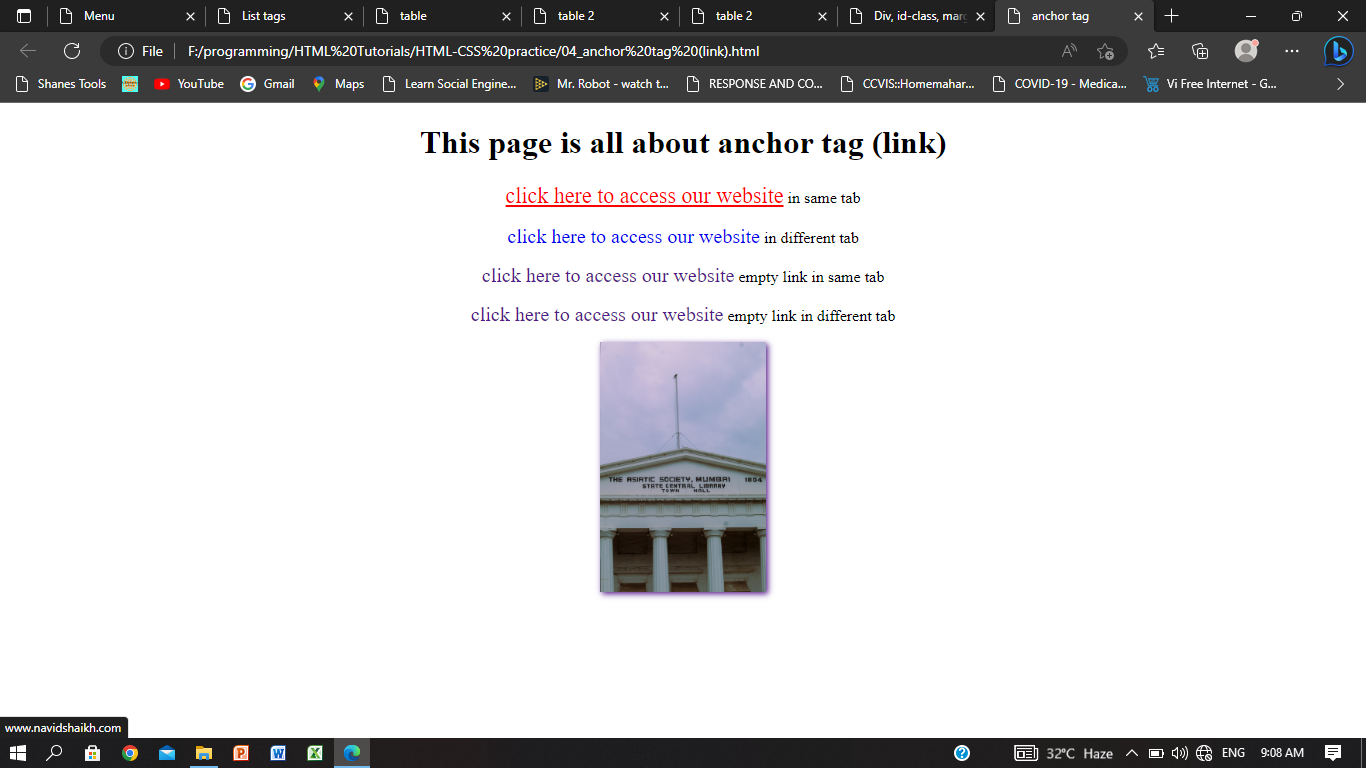 Menu
List tags
table
table 2
table 2
Div, id-class, marg
anchor tag
File
F:/programming/HTML%20Tutorials/HTML-CSS%20practice/04_anchor%20tag%20(link).html
Shanes Tools
YouTube
Gmail
Maps
Learn Social Engine...
Mr. Robot - watch t...
RESPONSE AND CO...
CCVIS::Homemahar...
COVID-19 - Medica...
Vi Free Internet - G...
This page is all about anchor tag (link)
click here to access our website in same tab
click here to access our website in different tab
click here to access our website empty link in same tab
click here to access our website empty link in different tab
THE ASIATIC SOCIETY, MUMBAI 1804
STATE CENTRAL LIBRARY
TOWN HALL
www.navidshaikh.com
32°C Haze
ENG
9:08 AM